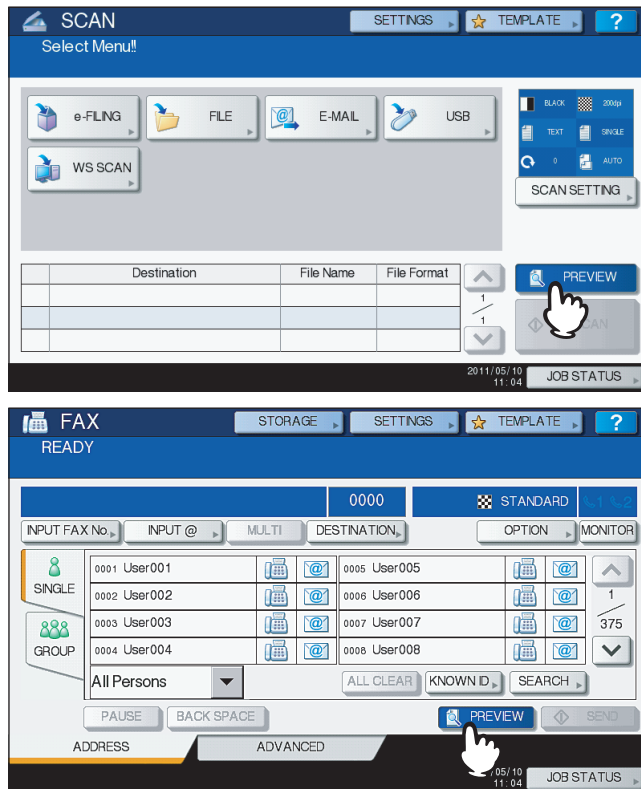 SCAN SETTINGS TEMPLATE ?
Select Menu!!
e-FILING FILE E-MAIL USB
BLACK 200dpi
TEXT SINGLE
0 AUTO
WS SCAN
SCAN SETTING
Destination File Name File Format
PREVIEW
1
1
SCAN
2011/05/10
11:04
JOB STATUS
FAX STORAGE SETTINGS TEMPLATE ?
READY
0000 STANDARD 1 2
INPUT FAX No. INPUT @ MULTI DESTINATION OPTION MONITOR
SINGLE
GROUP
0001 User001 0005 User005
0002 User002 0006 User006
0003 User003 0007 User007
0004 User004 0008 User008
1
375
All Persons ALL CLEAR KNOWN ID SEARCH
PAUSE BACK SPACE PREVIEW SEND
ADDRESS ADVANCED
/05/10
11:04
JOB STATUS